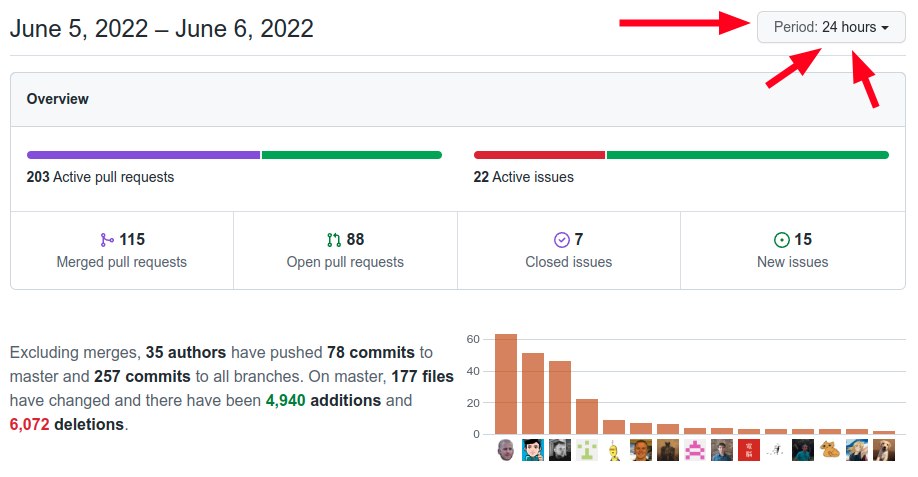 June 5, 2022 – June 6, 2022
Period: 24 hours
Overview
203 Active pull requests
22 Active issues
115
Merged pull requests
88
Open pull requests
7
Closed issues
15
New issues
Excluding merges, 35 authors have pushed 78 commits to
master and 257 commits to all branches. On master, 177 files
have changed and there have been 4,940 additions and
6,072 deletions.
60
40
20
0
電
腦